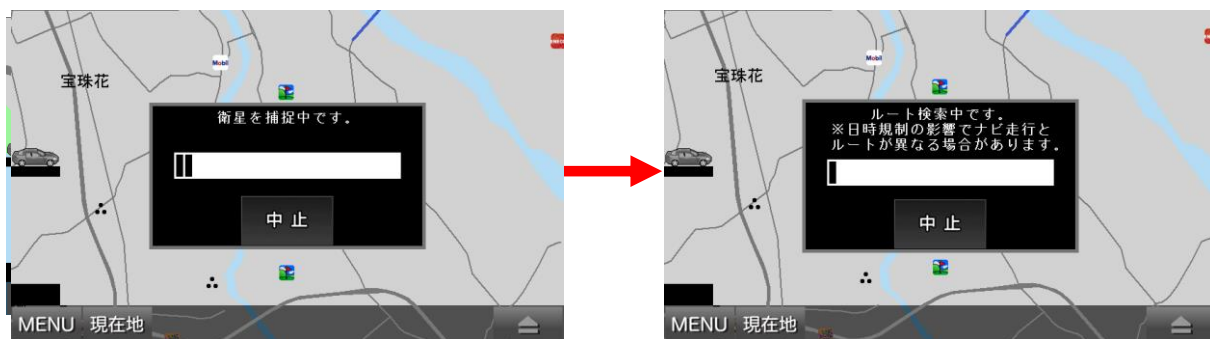 宝珠花
Mobil
衛星を捕捉中です。
中止
MENU 現在地
宝珠花
Mobil
ルート検索中です。
※日時規制の影響でナビ走行と
ルートが異なる場合があります。
中止
MENU 現在地